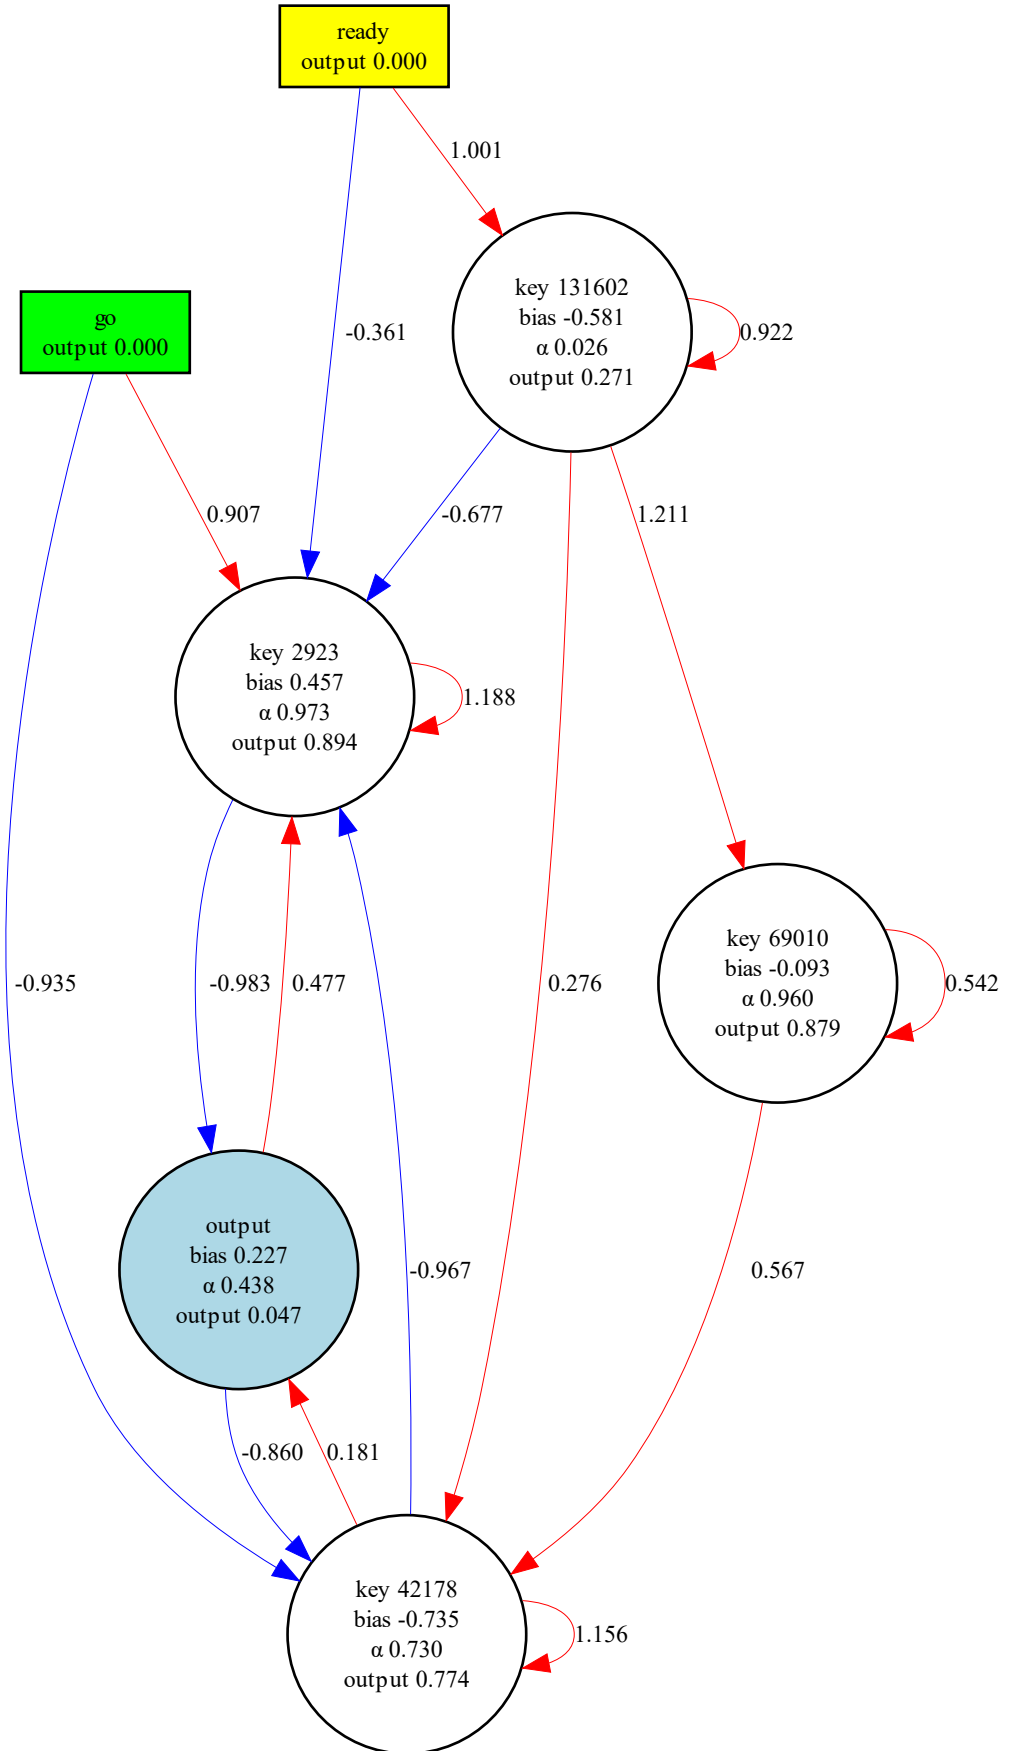 ready
output 0.000
1.001
key 131602
bias -0.581
α 0.026
output 0.271
0.922
go
output 0.000
-0.361
0.907
-0.677
1.211
key 2923
bias 0.457
α 0.973
output 0.894
1.188
key 69010
bias -0.093
α 0.960
output 0.879
0.542
-0.935
-0.983
0.477
0.276
output
bias 0.227
α 0.438
output 0.047
-0.967
0.567
-0.860
0.181
key 42178
bias -0.735
α 0.730
output 0.774
1.156